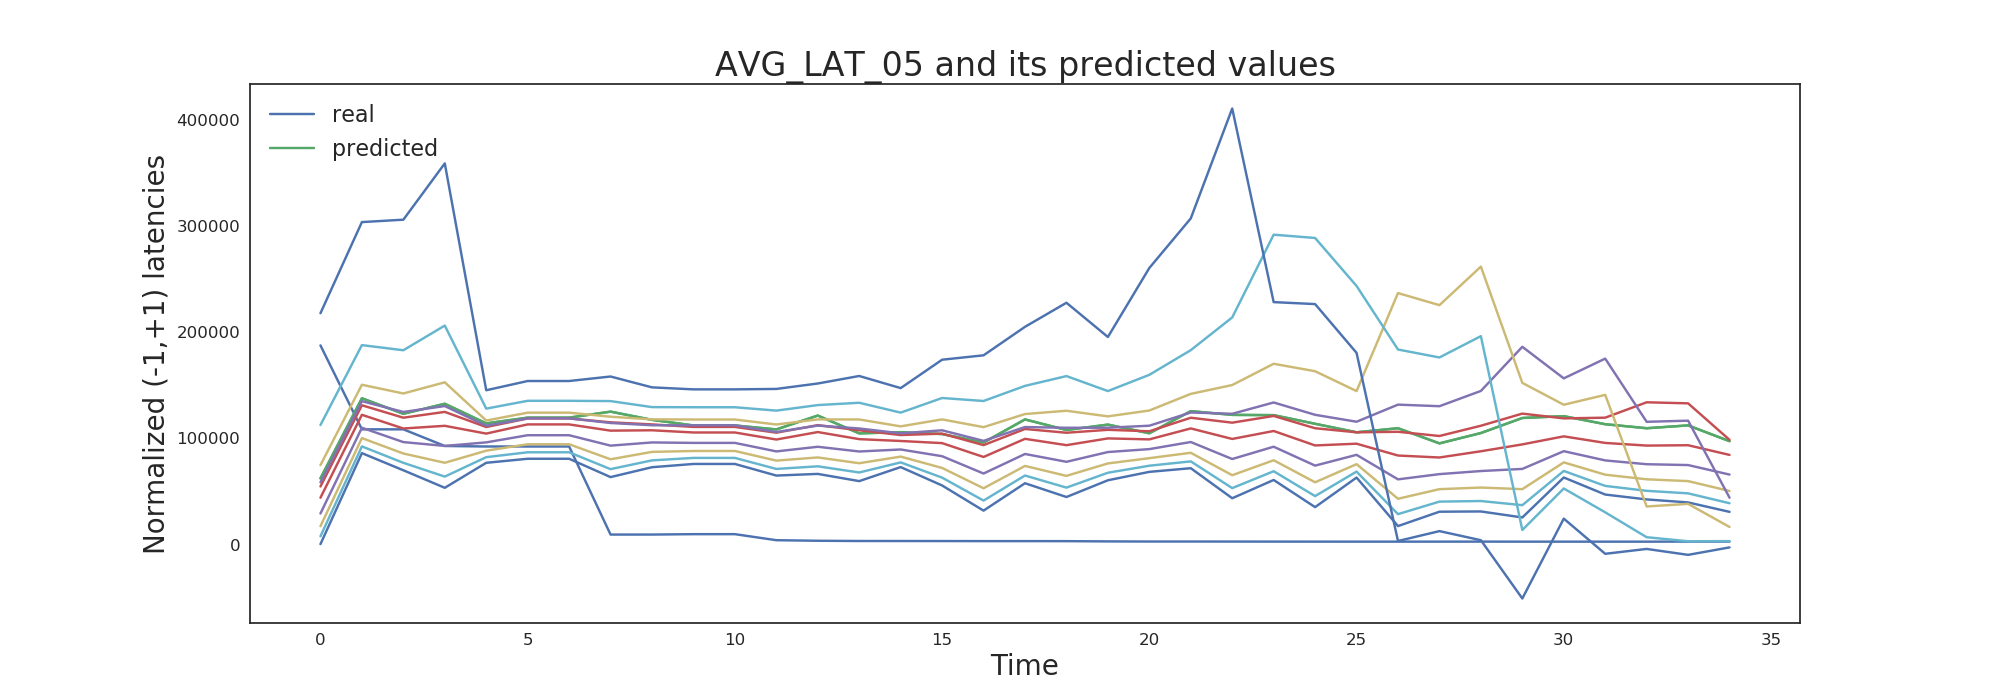 AVG_LAT_05 and its predicted values
real
predicted
Normalized (-1,+1) latencies
400000
300000
200000
100000
0
0 5 10 15 20 25 30 35
Time